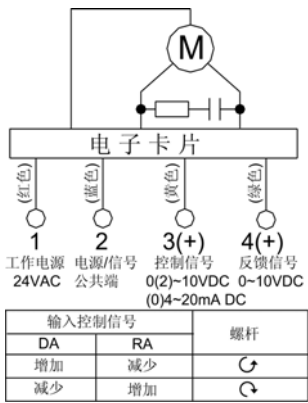 M
电子卡片
(红色) (蓝色) (黄色) (绿色)
1 2 3(+) 4(+)
工作电源 电源/信号 控制信号 反馈信号
24VAC 公共端 0(2)~10VDC 0~10VDC
(0)4~20mA DC
输入控制信号 螺杆
DA RA
增加 减少
减少 增加